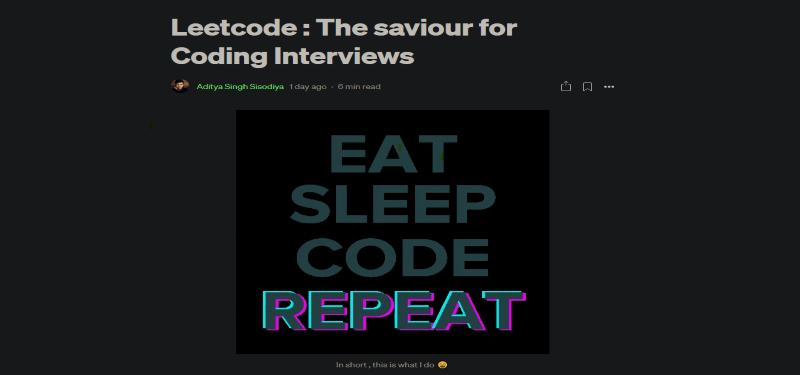 Leetcode : The saviour for
Coding Interviews
Aditya Singh Sisodiya 1 day ago · 6 min read
EAT
SLEEP
CODE
REPEAT
In short , this is what I do 😄